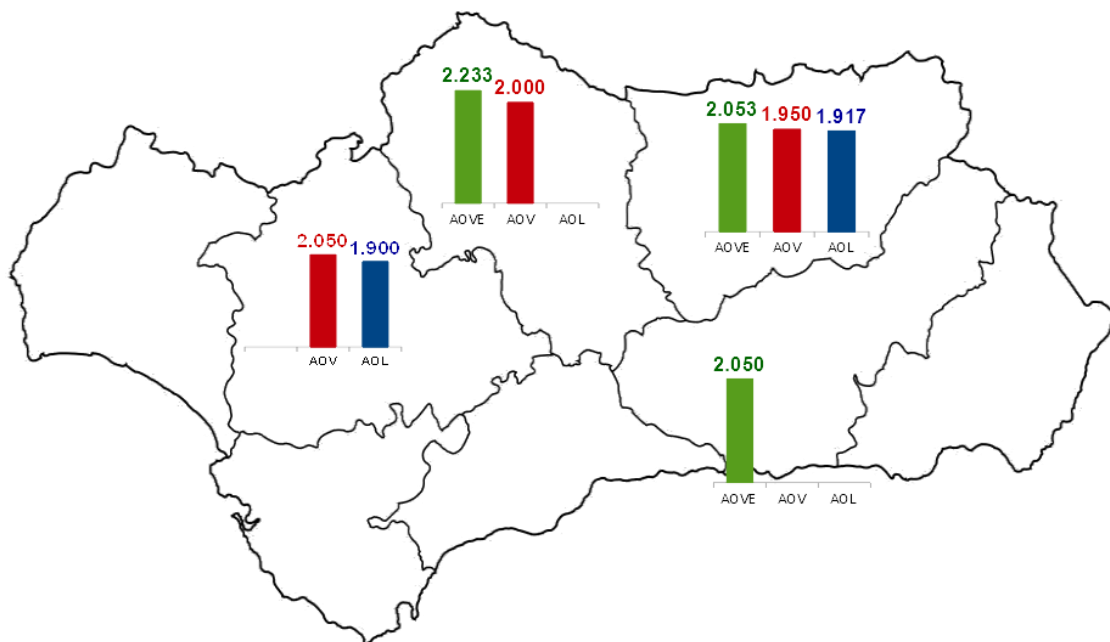 2.233 2.000
AOVE AOV AOL
2.053 1.950 1.917
AOVE AOV AOL
2.050 1.900
AOV AOL
2.050
AOVE AOV AOL